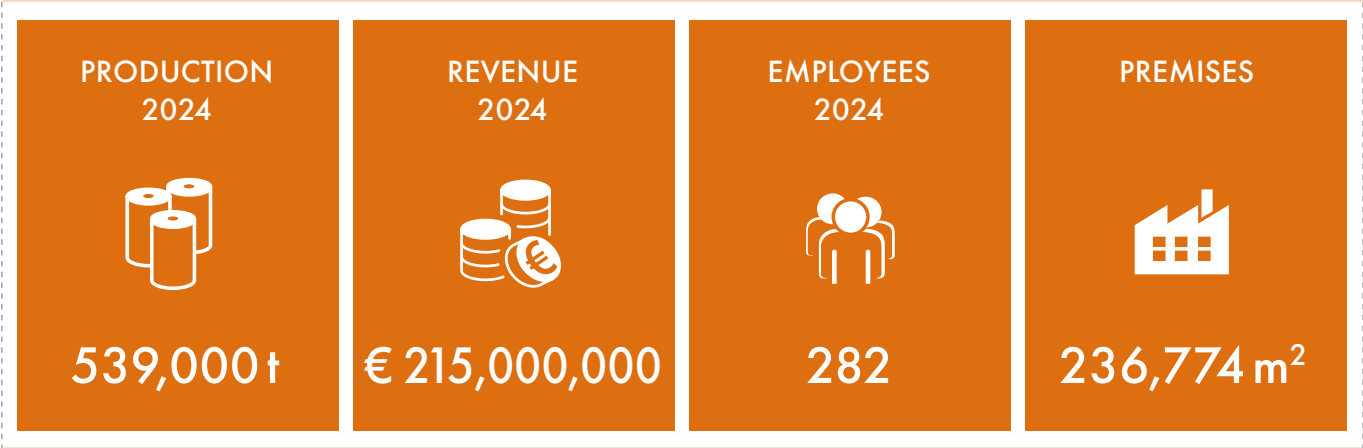 PRODUCTION
2024
539,000 t
REVENUE
2024
€
€ 215,000,000
EMPLOYEES
2024
282
PREMISES
236,774 m²